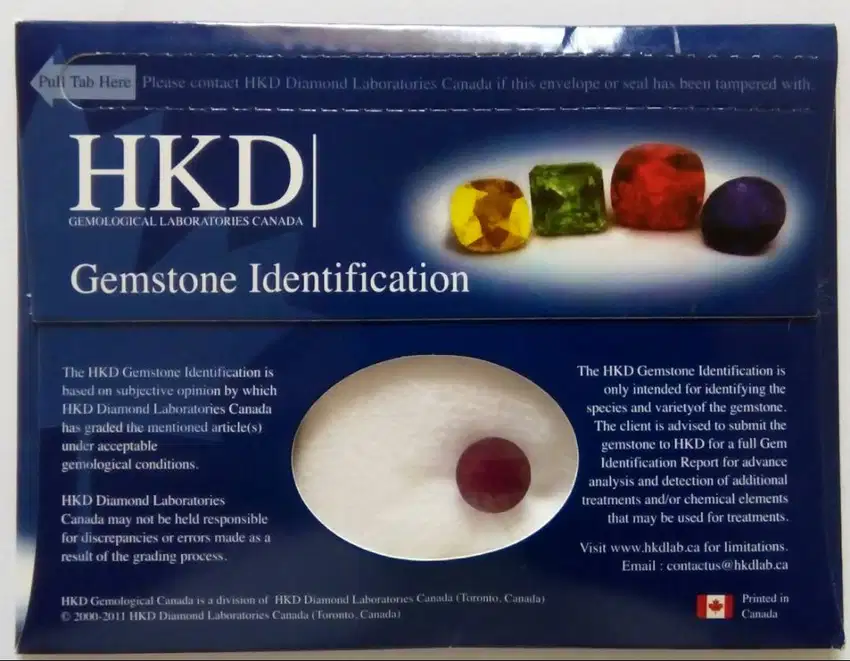 Pull Tab Here Please contact HKD Diamond Laboratories Canada if this envelope or seal has been tampered with.
HKD
GEMOLOGICAL LABORATORIES CANADA
Gemstone Identification
The HKD Gemstone Identification is
based on subjective opinion by which
HKD Diamond Laboratories Canada
has graded the mentioned article(s)
under acceptable
gemological conditions.
HKD Diamond Laboratories
Canada may not be held responsible
for discrepancies or errors made as a
result of the grading process.
The HKD Gemstone Identification is
only intended for identifying the
species and varietyof the gemstone.
The client is advised to submit the
gemstone to HKD for a full Gem
Identification Report for advance
analysis and detection of additional
treatments and/or chemical elements
that may be used for treatments.
Visit www.hkdlab.ca for limitations.
Email : contactus@hkdlab.ca
HKD Gemological Canada is a division of HKD Diamond Laboratories Canada (Toronto, Canada)
© 2000-2011 HKD Diamond Laboratories Canada (Toronto, Canada)
Printed in
Canada